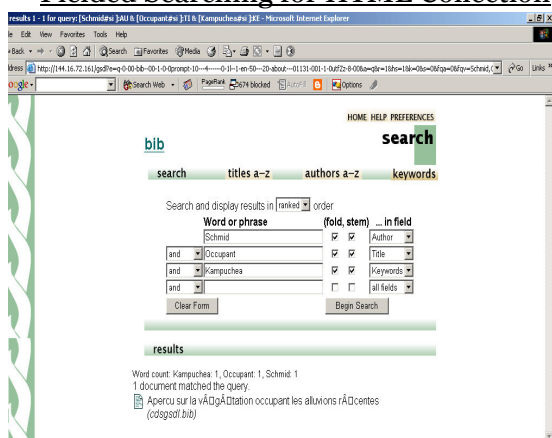 Fielded Searching for HTML Collection
results 1 - 1 for query: [Schmid#si ]:AU & [Occupant#si ]:TI & [Kampuchea#si ]:KE - Microsoft Internet Explorer
File Edit View Favorites Tools Help
Back Search Favorites Media
Address http://144.16.72.161/gsdl?e=q-0-00-bib--00-1-0-0prompt-10---4------0-1l--1-en-50---20-about---01131-001-1-0utfZz-8-00&a=q&r=1&hs=1&k=0&s=0&fqa=0&fqv=Schmid,C Go Links »
Search Web PageRank 2674 blocked AutoFill Options
HOME HELP PREFERENCES
bib search
search titles a–z authors a–z keywords
Search and display results in ranked order
Word or phrase (fold, stem) ... in field
Schmid Author
and Occupant Title
and Kampuchea Keywords
and all fields
Clear Form Begin Search
results
Word count: Kampuchea: 1, Occupant: 1, Schmid: 1
1 document matched the query.
Apercu sur la vÃ□gÃ□tation occupant les alluvions rÃ□centes
(cdsgsdl.bib)